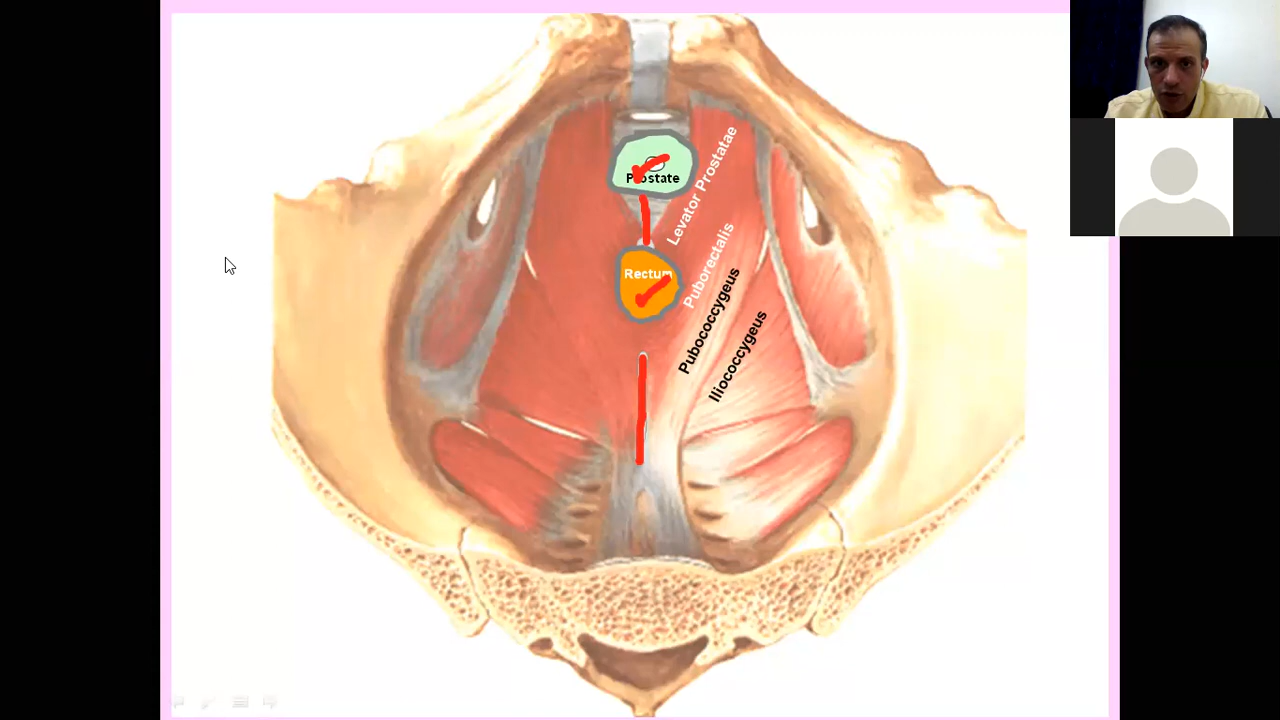 Prostate
Levator Prostatae
Rectum
Puborectalis
Pubococcygeus
Iliococcygeus